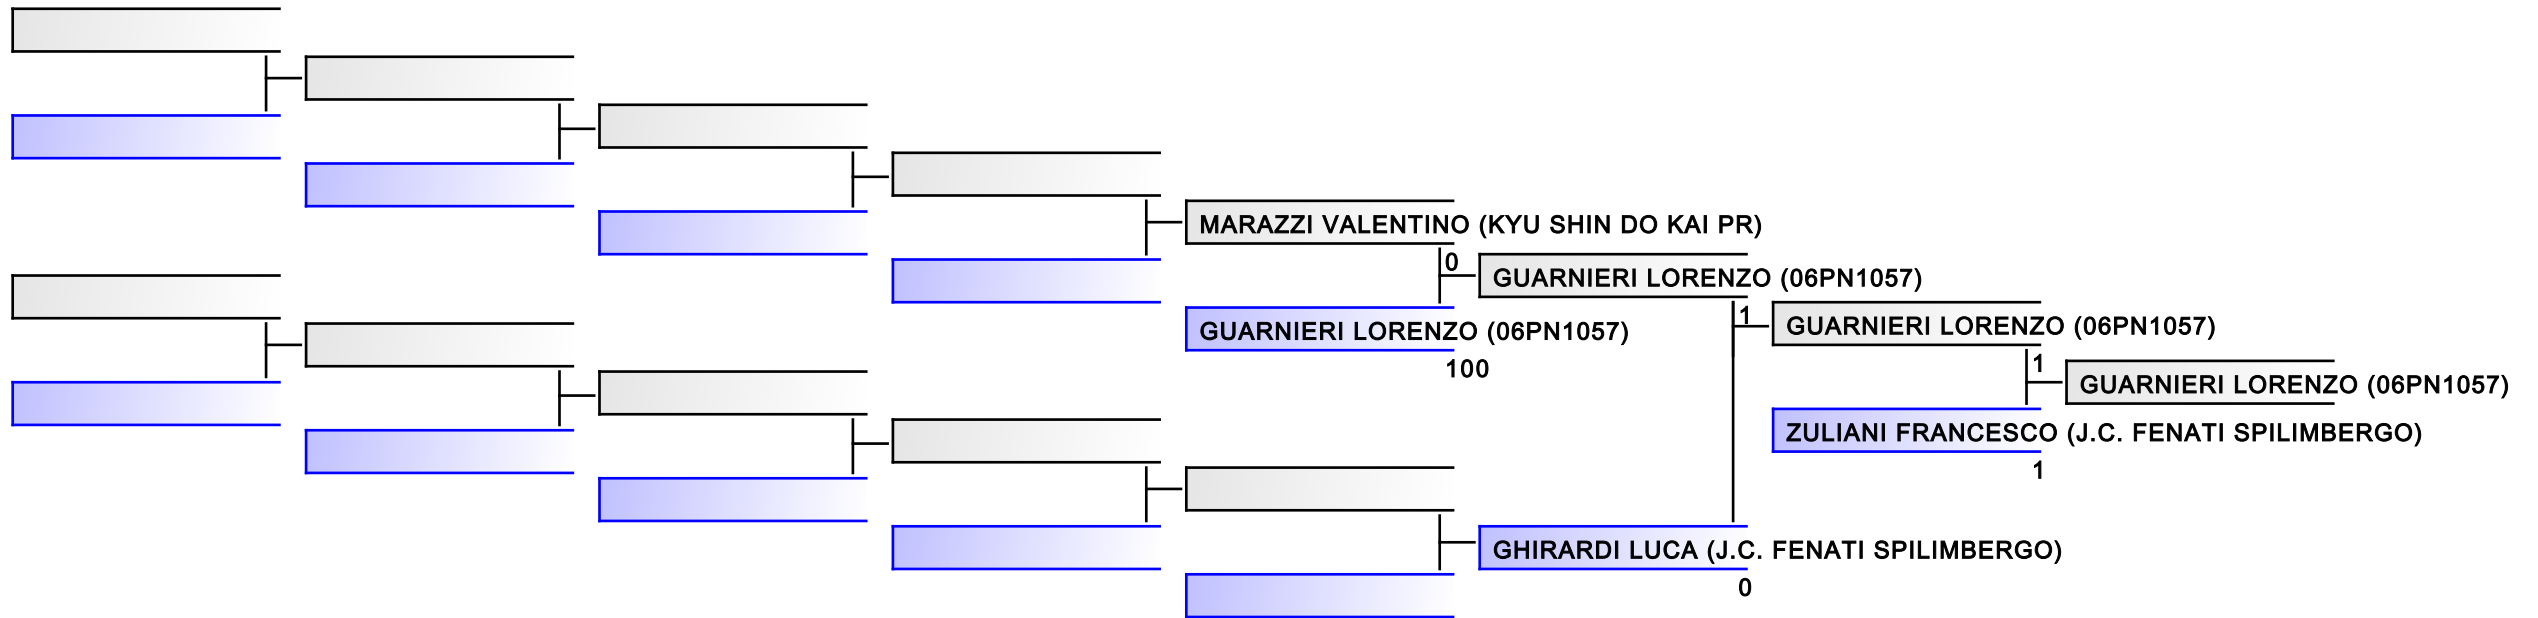 MARAZZI VALENTINO (KYU SHIN DO KAI PR)
0
GUARNIERI LORENZO (06PN1057)
1
GUARNIERI LORENZO (06PN1057)
100
GUARNIERI LORENZO (06PN1057)
1
GUARNIERI LORENZO (06PN1057)
ZULIANI FRANCESCO (J.C. FENATI SPILIMBERGO)
1
GHIRARDI LUCA (J.C. FENATI SPILIMBERGO)
0